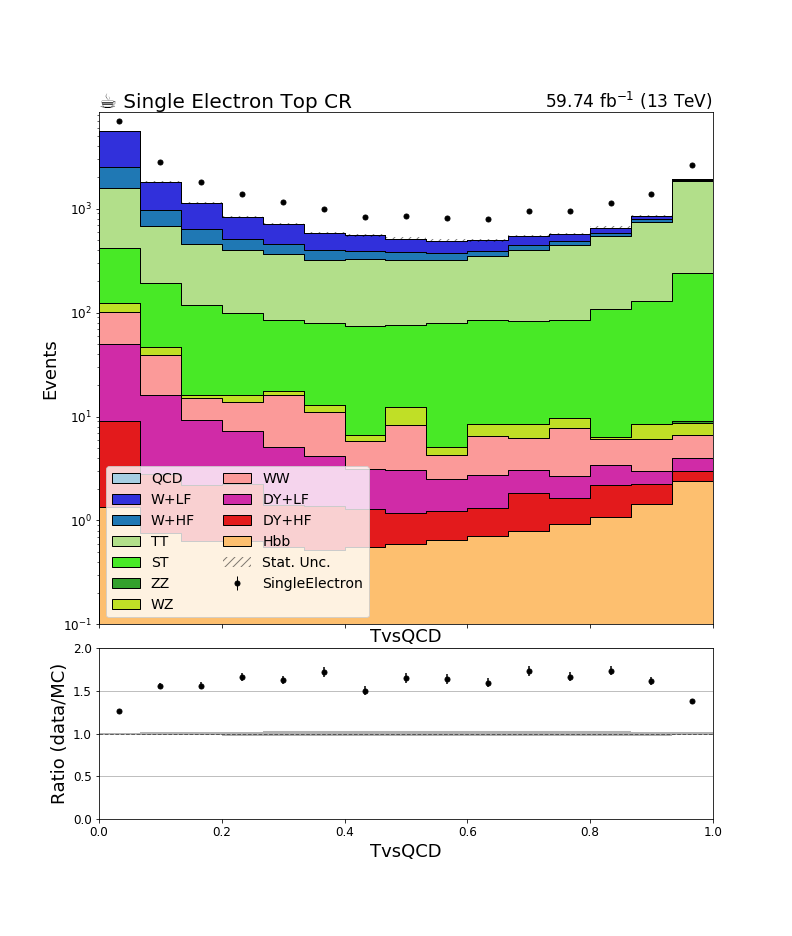 ☕ Single Electron Top CR
59.74 fb⁻¹ (13 TeV)
Events
10³
10²
10¹
10⁰
10⁻¹
QCD
W+LF
W+HF
TT
ST
ZZ
WZ
WW
DY+LF
DY+HF
Hbb
Stat. Unc.
SingleElectron
TvsQCD
Ratio (data/MC)
2.0
1.5
1.0
0.5
0.0
0.0 0.2 0.4 0.6 0.8 1.0
TvsQCD